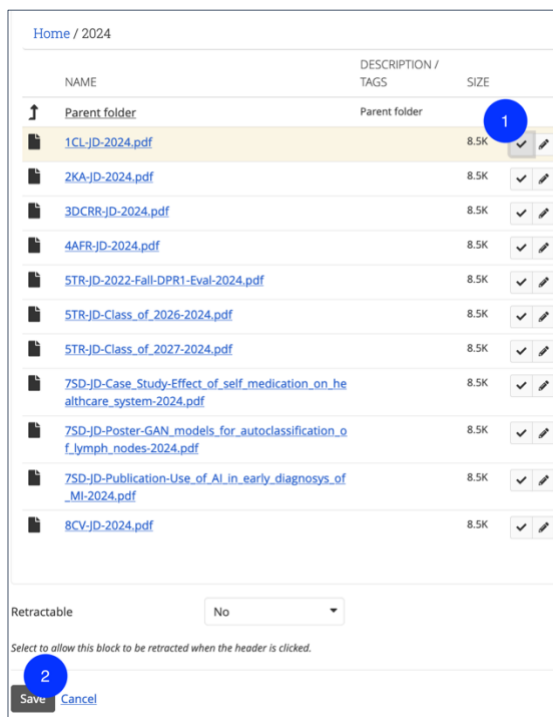 Home / 2024
DESCRIPTION /
NAME TAGS SIZE
Parent folder Parent folder
1
1CL-JD-2024.pdf 8.5K
2KA-JD-2024.pdf 8.5K
3DCRR-JD-2024.pdf 8.5K
4AFR-JD-2024.pdf 8.5K
5TR-JD-2022-Fall-DPR1-Eval-2024.pdf 8.5K
5TR-JD-Class_of_2026-2024.pdf 8.5K
5TR-JD-Class_of_2027-2024.pdf 8.5K
7SD-JD-Case_Study-Effect_of_self_medication_on_he 8.5K
althcare_system-2024.pdf
7SD-JD-Poster-GAN_models_for_autoclassification_o 8.5K
f_lymph_nodes-2024.pdf
7SD-JD-Publication-Use_of_AI_in_early_diagnosys_of 8.5K
_MI-2024.pdf
8CV-JD-2024.pdf 8.5K
Retractable No
Select to allow this block to be retracted when the header is clicked.
2
Save Cancel